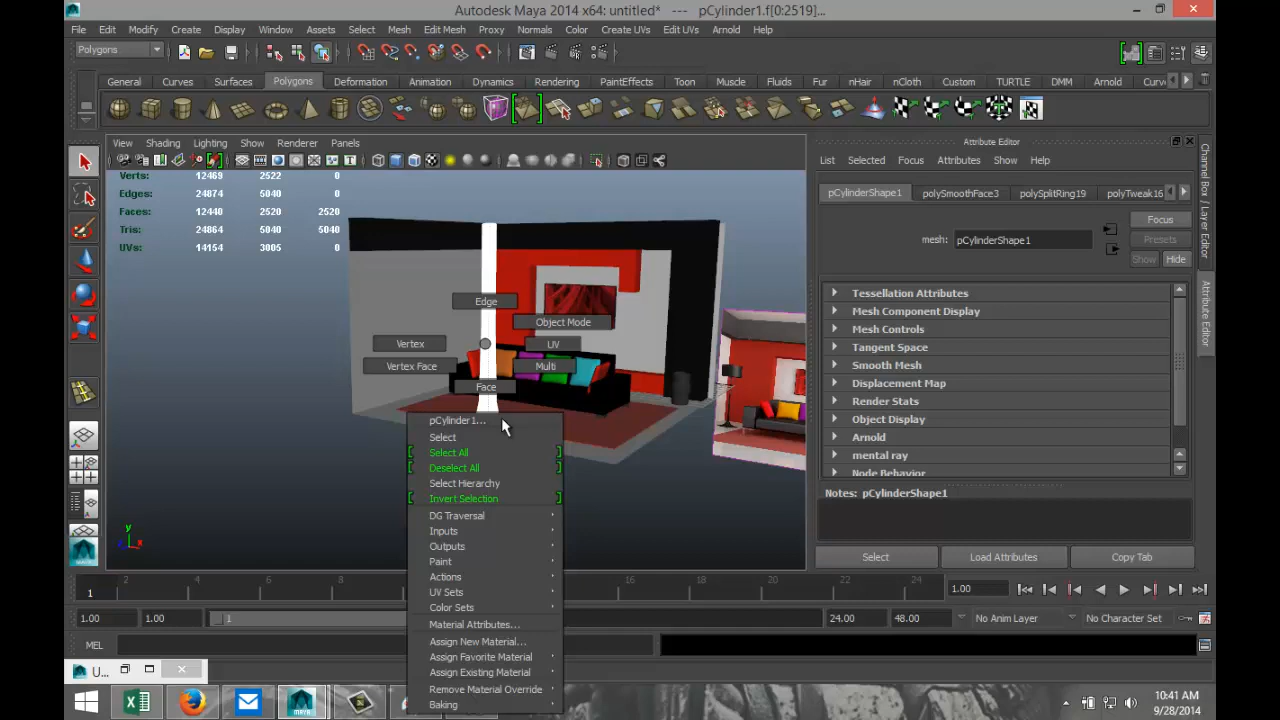 Autodesk Maya 2014 x64: untitled* --- pCylinder1.f[0:2519]...
File Edit Modify Create Display Window Assets Select Mesh Edit Mesh Proxy Normals Color Create UVs Edit UVs Arnold Help
Polygons
General Curves Surfaces Polygons Deformation Animation Dynamics Rendering PaintEffects Toon Muscle Fluids Fur nHair nCloth Custom TURTLE DMM Arnold Curv
View Shading Lighting Show Renderer Panels
Verts: 12469 2522 0
Edges: 24874 5040 0
Faces: 12440 2520 2520
Tris: 24864 5040 5040
UVs: 14154 3005 0
Edge
Object Mode
Vertex
UV
Vertex Face
Multi
Face
pCylinder1...
Select
Select All
Deselect All
Select Hierarchy
Invert Selection
DG Traversal
Inputs
Outputs
Paint
Actions
UV Sets
Color Sets
Material Attributes...
Assign New Material...
Assign Favorite Material
Assign Existing Material
Remove Material Override
Baking
Attribute Editor
List Selected Focus Attributes Show Help
pCylinderShape1 polySmoothFace3 polySplitRing19 polyTweak16
Focus
Presets
mesh: pCylinderShape1
Show Hide
Tessellation Attributes
Mesh Component Display
Mesh Controls
Tangent Space
Smooth Mesh
Displacement Map
Render Stats
Object Display
Arnold
mental ray
Node Behavior
Notes: pCylinderShape1
Select Load Attributes Copy Tab
Channel Box / Layer Editor
Attribute Editor
y
z x
2 4 6 8 16 18 20 22 24
1
1.00
1.00 1.00 1 24.00 48.00 No Anim Layer No Character Set
MEL
U...
10:41 AM
9/28/2014